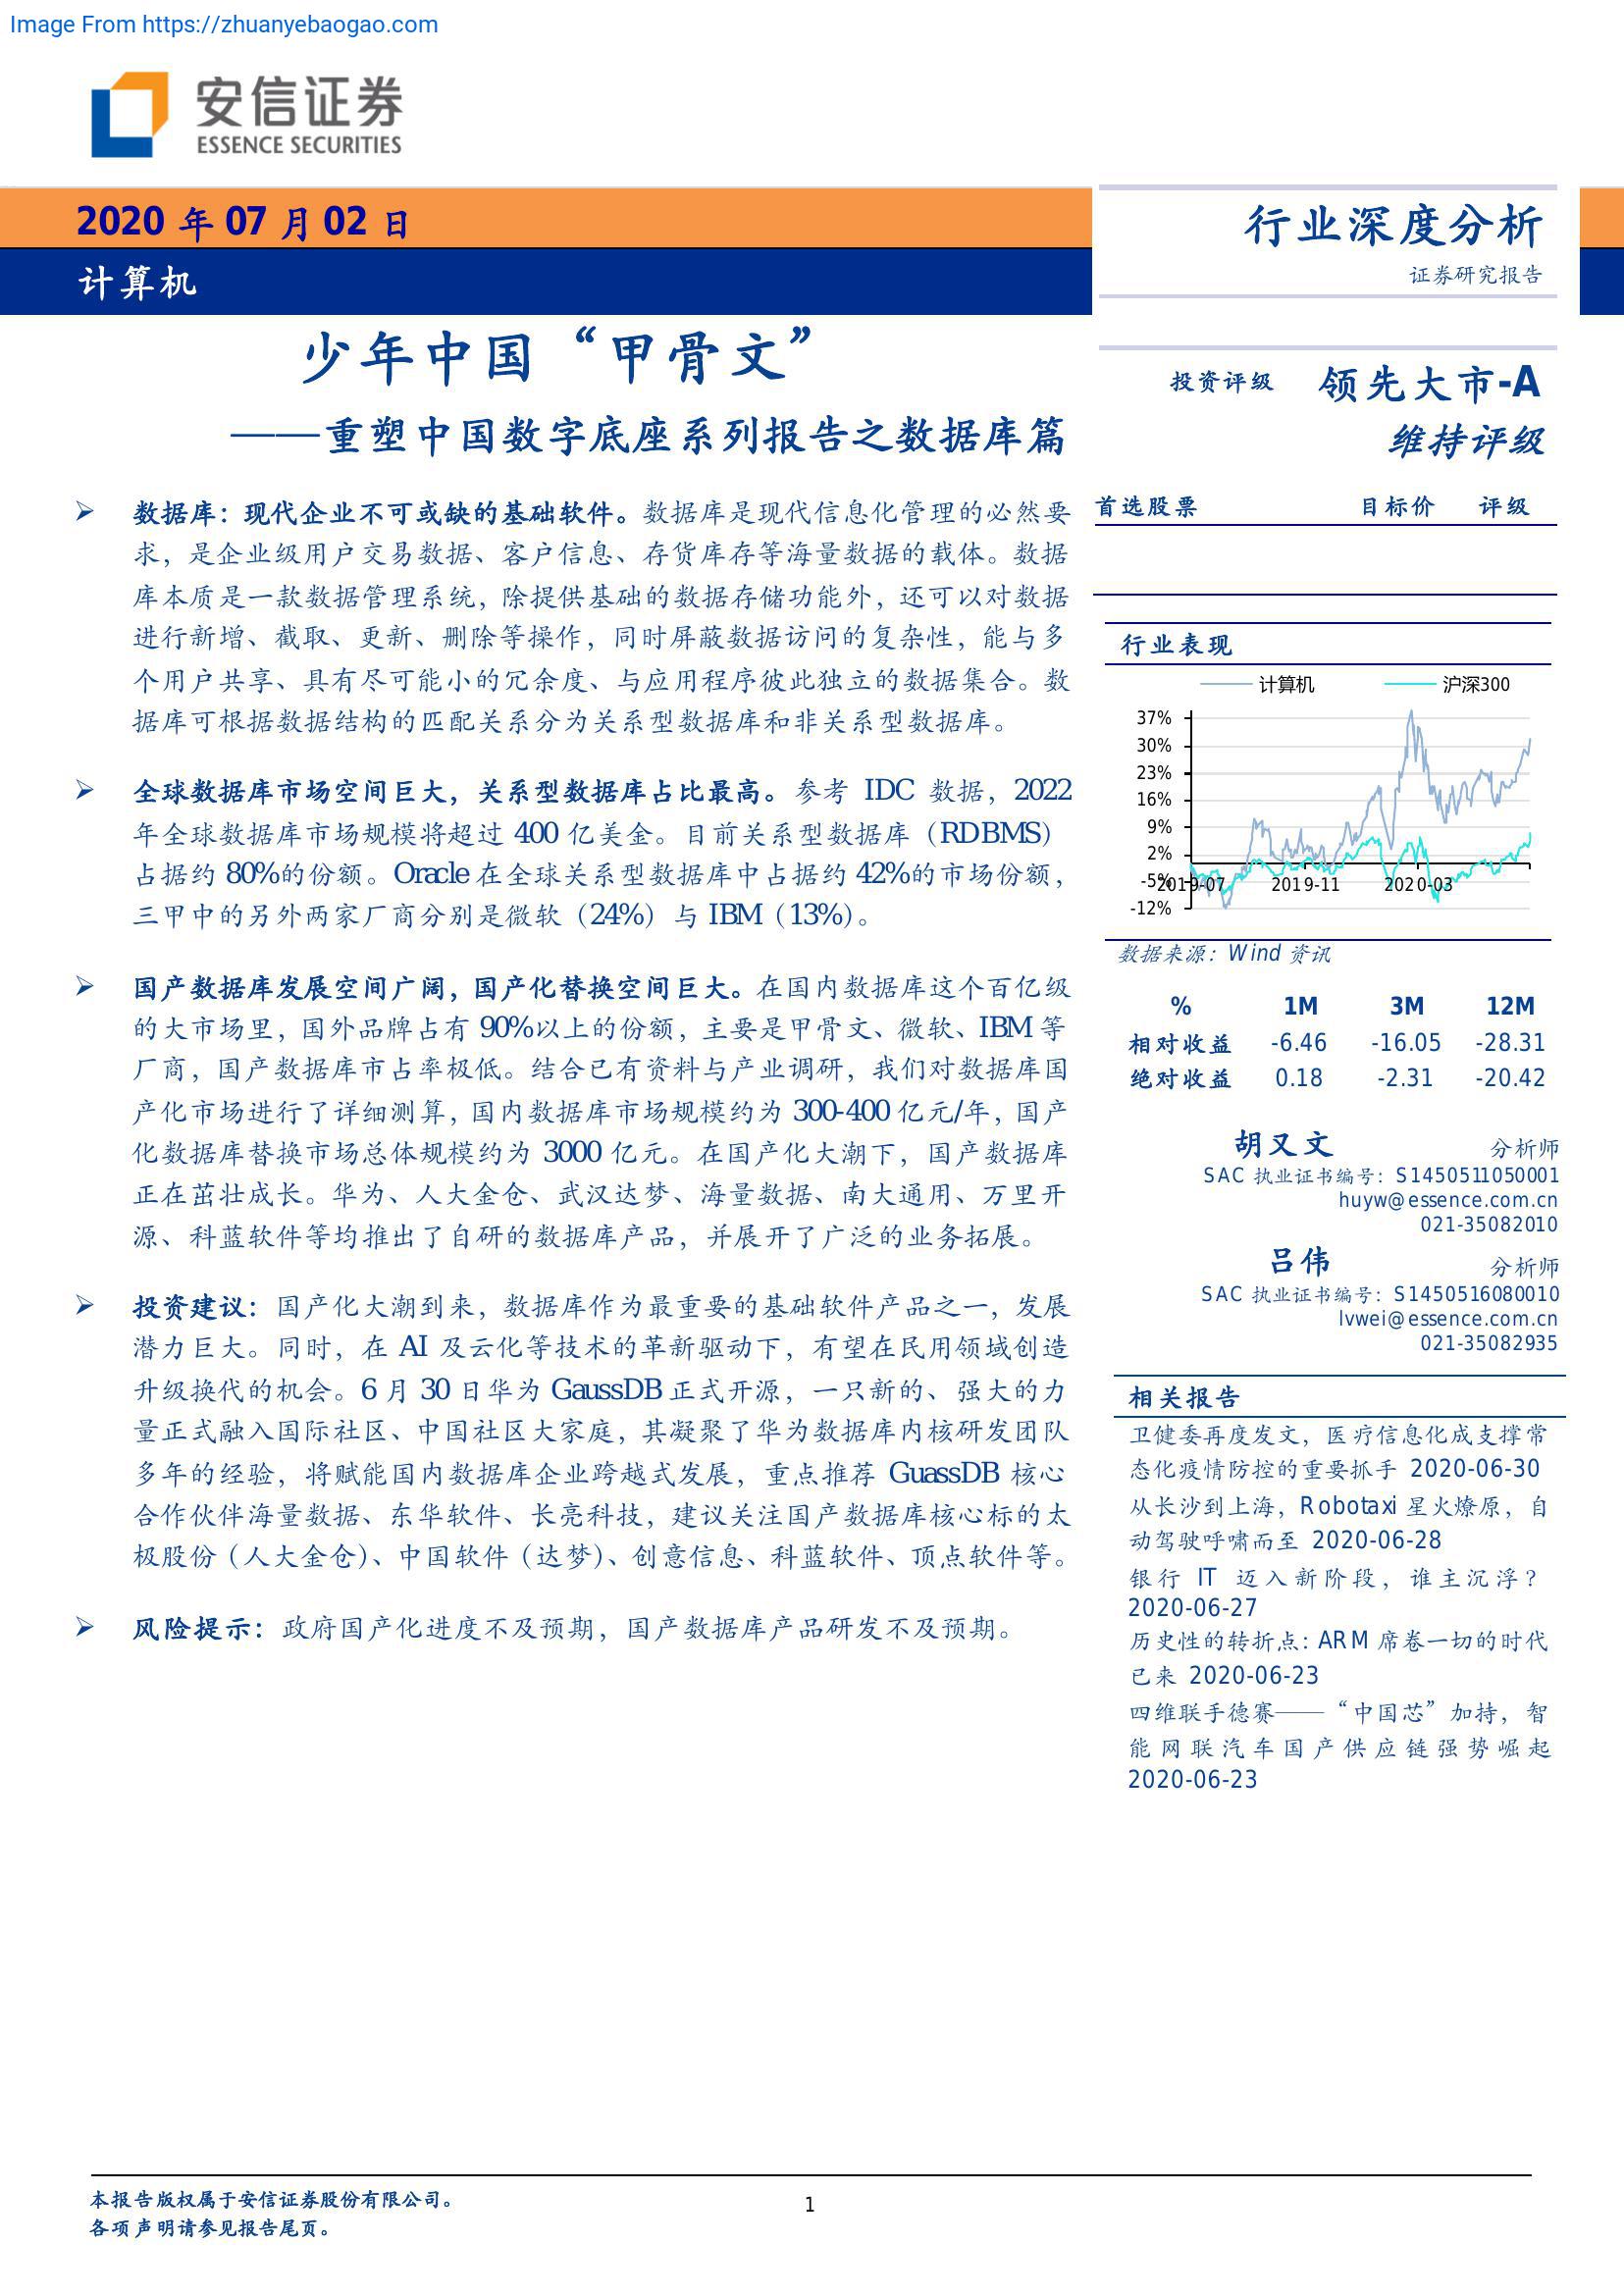 Image From https://zhuanyebaogao.com
安信证券
ESSENCE SECURITIES
2020 年 07 月 02 日
计算机
行业深度分析
证券研究报告
少年中国“甲骨文”
——重塑中国数字底座系列报告之数据库篇
➢ 数据库：现代企业不可或缺的基础软件。数据库是现代信息化管理的必然要
求，是企业级用户交易数据、客户信息、存货库存等海量数据的载体。数据
库本质是一款数据管理系统，除提供基础的数据存储功能外，还可以对数据
进行新增、截取、更新、删除等操作，同时屏蔽数据访问的复杂性，能与多
个用户共享、具有尽可能小的冗余度、与应用程序彼此独立的数据集合。数
据库可根据数据结构的匹配关系分为关系型数据库和非关系型数据库。
➢ 全球数据库市场空间巨大，关系型数据库占比最高。参考 IDC 数据，2022
年全球数据库市场规模将超过 400 亿美金。目前关系型数据库（RDBMS）
占据约 80%的份额。Oracle 在全球关系型数据库中占据约 42%的市场份额，
三甲中的另外两家厂商分别是微软（24%）与 IBM（13%）。
➢ 国产数据库发展空间广阔，国产化替换空间巨大。在国内数据库这个百亿级
的大市场里，国外品牌占有 90%以上的份额，主要是甲骨文、微软、IBM 等
厂商，国产数据库市占率极低。结合已有资料与产业调研，我们对数据库国
产化市场进行了详细测算，国内数据库市场规模约为 300-400 亿元/年，国产
化数据库替换市场总体规模约为 3000 亿元。在国产化大潮下，国产数据库
正在茁壮成长。华为、人大金仓、武汉达梦、海量数据、南大通用、万里开
源、科蓝软件等均推出了自研的数据库产品，并展开了广泛的业务拓展。
➢ 投资建议：国产化大潮到来，数据库作为最重要的基础软件产品之一，发展
潜力巨大。同时，在 AI 及云化等技术的革新驱动下，有望在民用领域创造
升级换代的机会。6 月 30 日华为 GaussDB 正式开源，一只新的、强大的力
量正式融入国际社区、中国社区大家庭，其凝聚了华为数据库内核研发团队
多年的经验，将赋能国内数据库企业跨越式发展，重点推荐 GuassDB 核心
合作伙伴海量数据、东华软件、长亮科技，建议关注国产数据库核心标的太
极股份（人大金仓）、中国软件（达梦）、创意信息、科蓝软件、顶点软件等。
➢ 风险提示：政府国产化进度不及预期，国产数据库产品研发不及预期。
投资评级 领先大市-A
维持评级
首选股票 目标价 评级
行业表现
计算机 沪深300
37%
30%
23%
16%
9%
2%
-5%
-12%
2019-07 2019-11 2020-03
数据来源：Wind 资讯
% 1M 3M 12M
相对收益 -6.46 -16.05 -28.31
绝对收益 0.18 -2.31 -20.42
胡又文 分析师
SAC 执业证书编号：S1450511050001
huyw@essence.com.cn
021-35082010
吕伟 分析师
SAC 执业证书编号：S1450516080010
lvwei@essence.com.cn
021-35082935
相关报告
卫健委再度发文，医疗信息化成支撑常
态化疫情防控的重要抓手 2020-06-30
从长沙到上海，Robotaxi 星火燎原，自
动驾驶呼啸而至 2020-06-28
银行 IT 迈入新阶段，谁主沉浮？
2020-06-27
历史性的转折点：ARM 席卷一切的时代
已来 2020-06-23
四维联手德赛——“中国芯”加持，智
能网联汽车国产供应链强势崛起
2020-06-23
本报告版权属于安信证券股份有限公司。
各项声明请参见报告尾页。
1